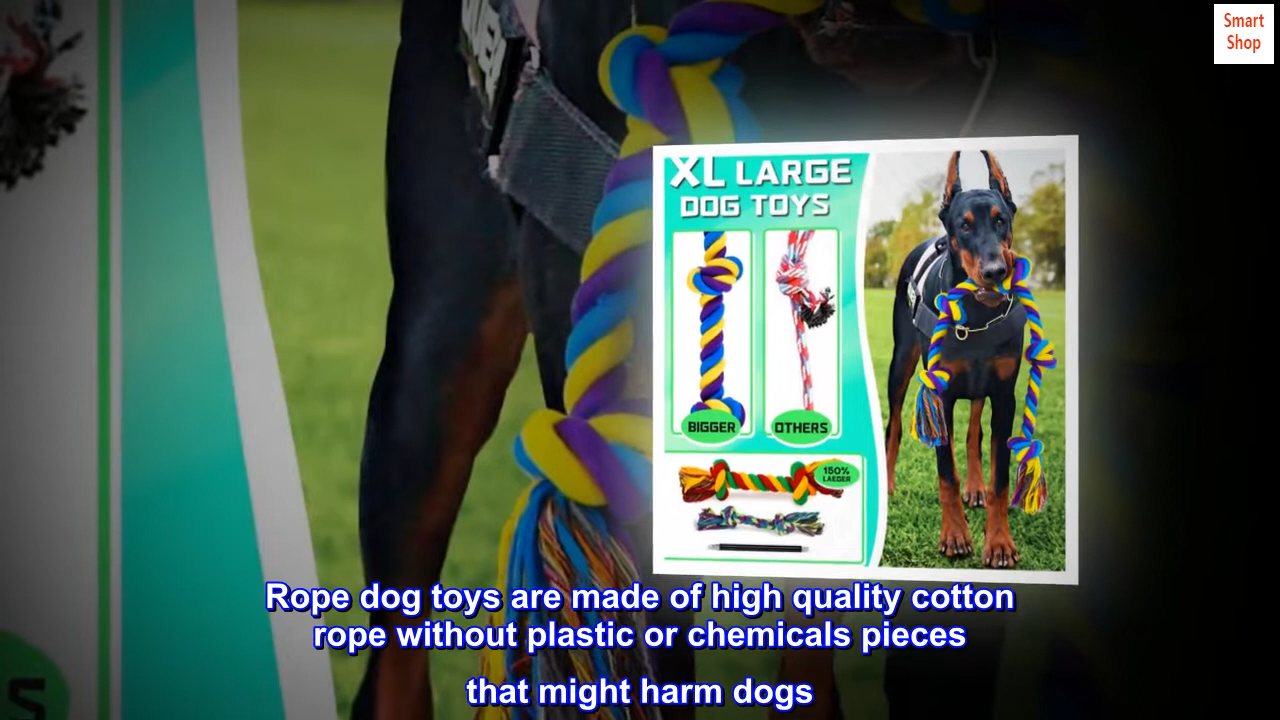 Smart
Shop
XL LARGE
DOG TOYS
BIGGER
OTHERS
150%
LAEGER
Rope dog toys are made of high quality cotton
rope without plastic or chemicals pieces
that might harm dogs